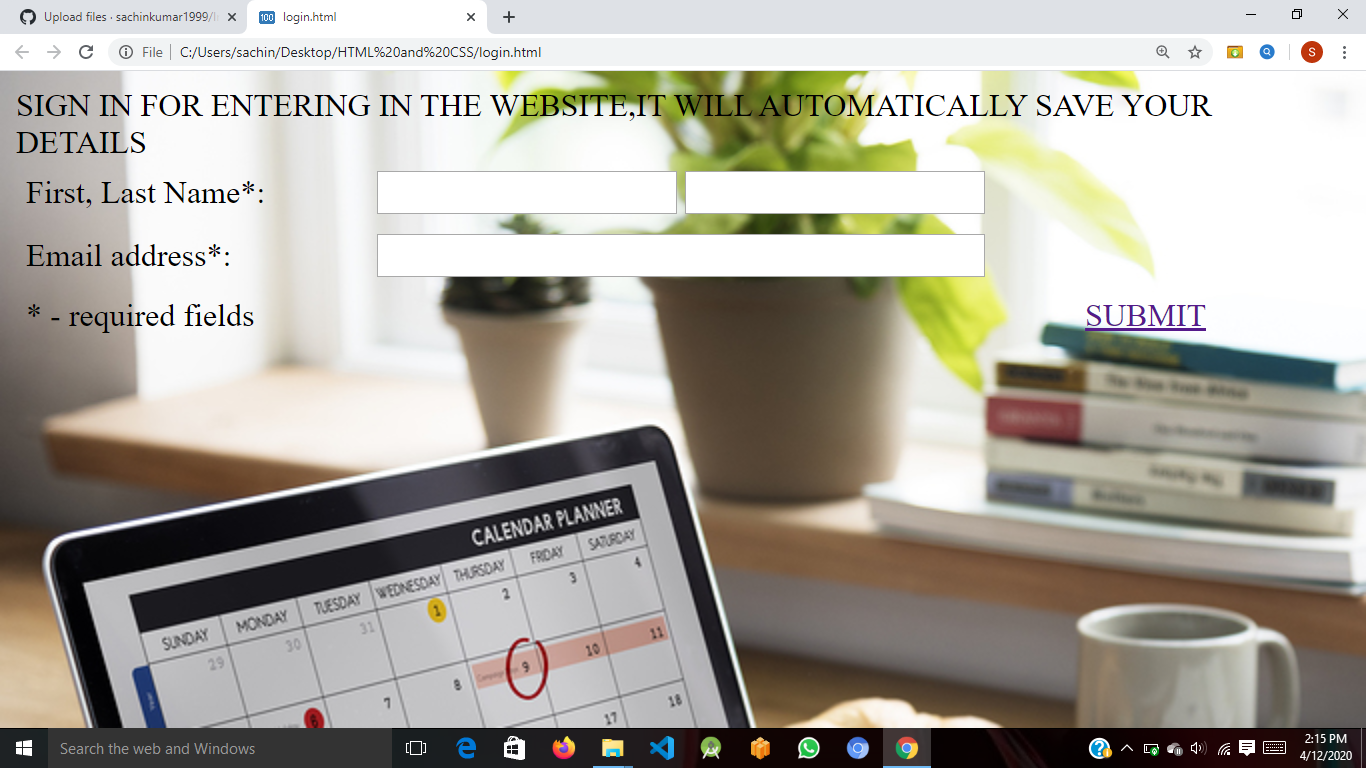 Upload files · sachinkumar1999/
login.html
File
C:/Users/sachin/Desktop/HTML%20and%20CSS/login.html
S
SIGN IN FOR ENTERING IN THE WEBSITE,IT WILL AUTOMATICALLY SAVE YOUR
DETAILS
First, Last Name*:
Email address*:
* - required fields
SUBMIT
CALENDAR PLANNER
SUNDAY MONDAY TUESDAY WEDNESDAY THURSDAY FRIDAY SATURDAY
29 30 31 1 2 3 4
6 7 8 9 10 11
17 18
Search the web and Windows
2:15 PM
4/12/2020